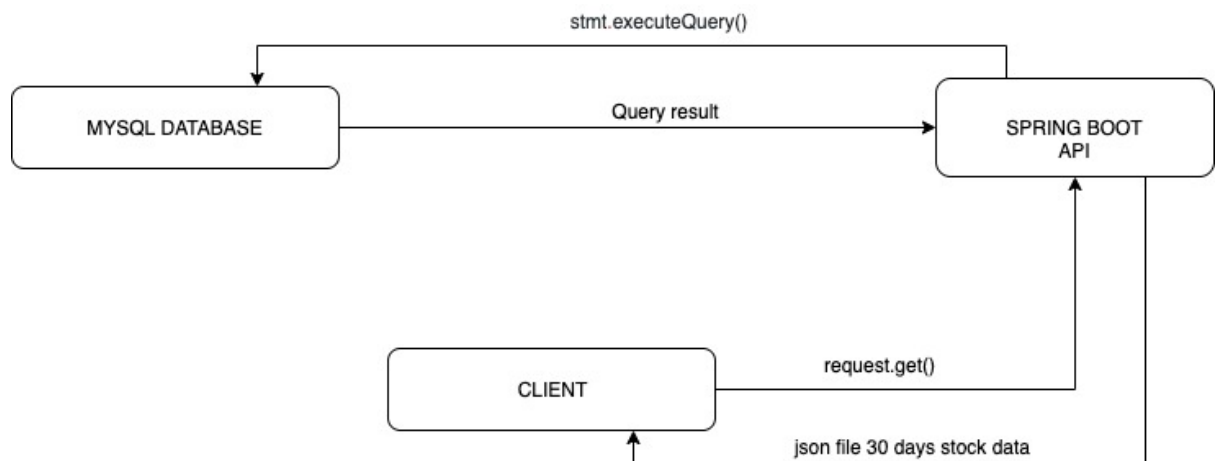 stmt.executeQuery()
MYSQL DATABASE
Query result
SPRING BOOT
API
CLIENT
request.get()
json file 30 days stock data